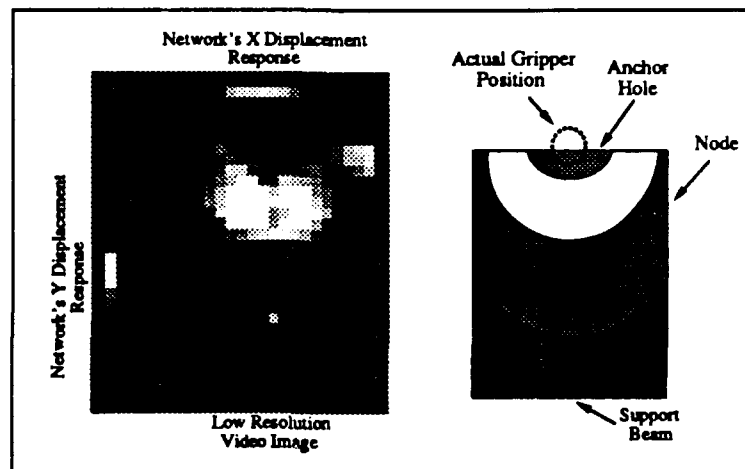 Network's X Displacement
Response
Network's Y Displacement
Response
Low Resolution
Video Image
Actual Gripper
Position
Anchor
Hole
Node
Support
Beam